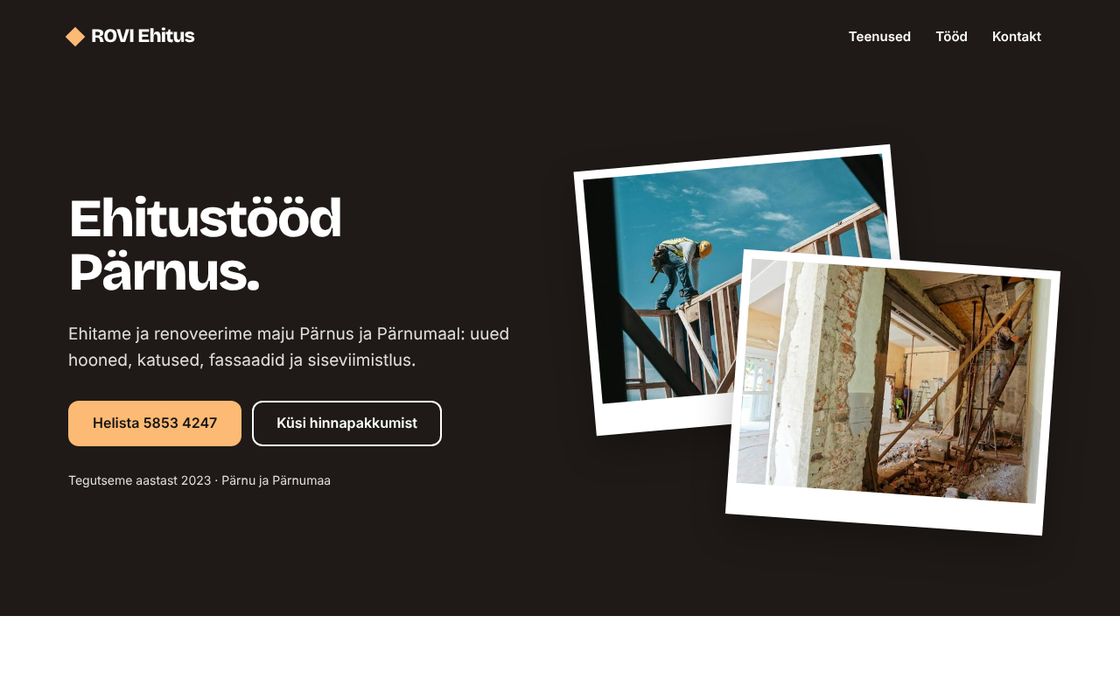 ROVI Ehitus
Teenused
Tööd
Kontakt
Ehitustööd
Pärnus.
Ehitame ja renoveerime maju Pärnus ja Pärnumaal: uued
hooned, katused, fassaadid ja siseviimistlus.
Helista 5853 4247
Küsi hinnapakkumist
Tegutseme aastast 2023 · Pärnu ja Pärnumaa